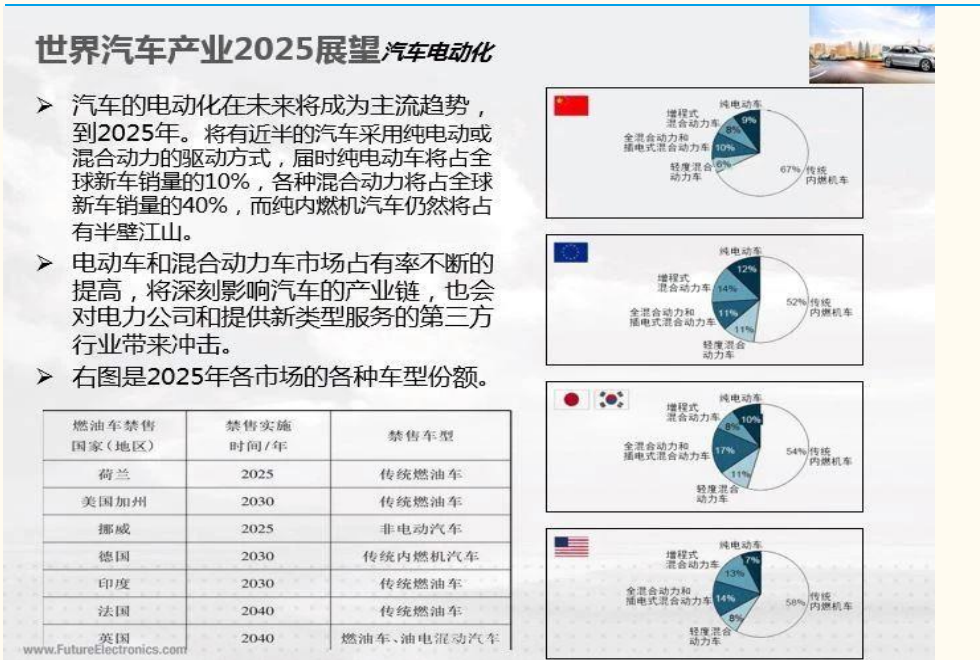 世界汽车产业2025展望汽车电动化
➢ 汽车的电动化在未来将成为主流趋势，
到2025年。将有近半的汽车采用纯电动或
混合动力的驱动方式，届时纯电动车将占全
球新车销量的10%，各种混合动力将占全球
新车销量的40%，而纯内燃机汽车仍然将占
有半壁江山。
➢ 电动车和混合动力车市场占有率不断的
提高，将深刻影响汽车的产业链，也会
对电力公司和提供新类型服务的第三方
行业带来冲击。
➢ 右图是2025年各市场的各种车型份额。
燃油车禁售
国家(地区)
禁售实施
时间/年
禁售车型
荷兰 2025 传统燃油车
美国加州 2030 传统燃油车
挪威 2025 非电动汽车
德国 2030 传统内燃机汽车
印度 2030 传统燃油车
法国 2040 传统燃油车
英国 2040 燃油车、油电混动汽车
www.FutureElectronics.com
纯电动车
9%
增程式
混合动力车
8%
全混合动力和
插电式混合动力车
10%
轻度混合
动力车
6%
67% 传统
内燃机车
纯电动车
12%
增程式
混合动力车
14%
全混合动力和
插电式混合动力车
11%
11%
轻度混合
动力车
52% 传统
内燃机车
纯电动车
10%
增程式
混合动力车
8%
全混合动力和
插电式混合动力车
17%
11%
轻度混合
动力车
54% 传统
内燃机车
纯电动车
7%
增程式
混合动力车
13%
全混合动力和
插电式混合动力车
14%
8%
轻度混合
动力车
58% 传统
内燃机车